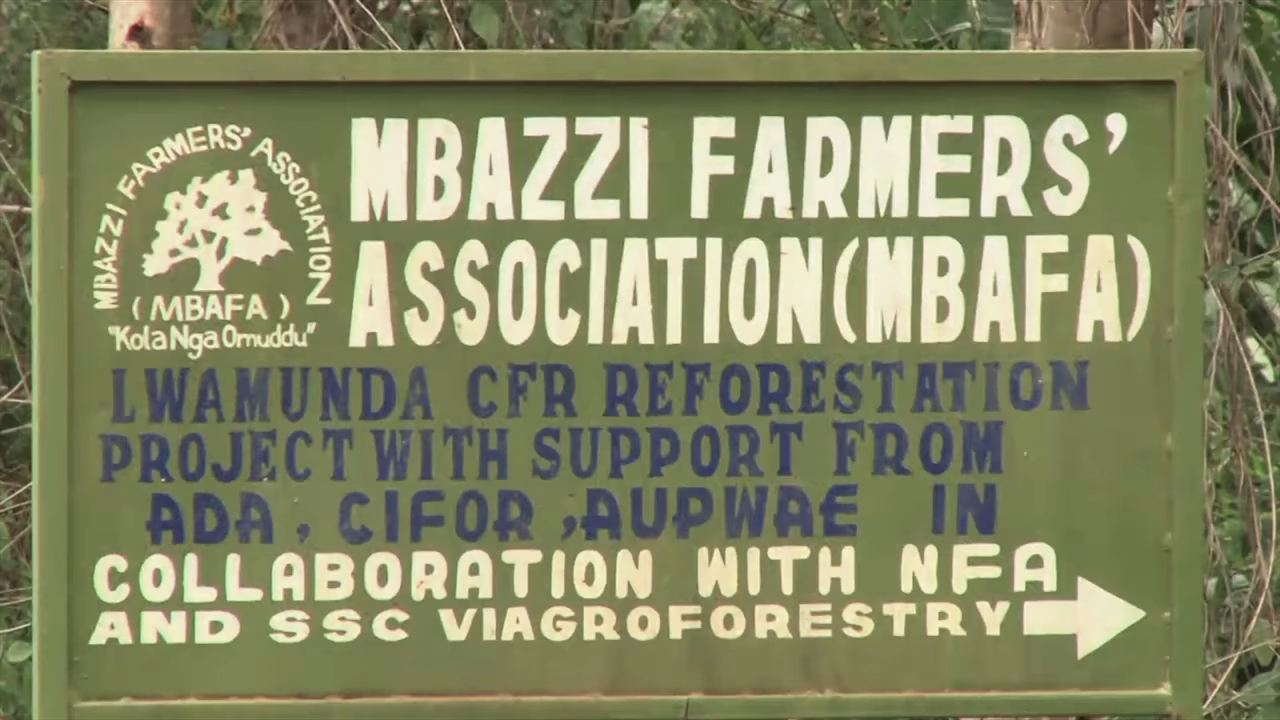 MBAZZI FARMERS' ASSOCIATION
(MBAFA)
"Kola Nga Omuddu"
MBAZZI FARMERS'
ASSOCIATION (MBAFA)
LWAMUNDA CFR REFORESTATION
PROJECT WITH SUPPORT FROM
ADA, CIFOR, AUPWAE IN
COLLABORATION WITH NFA
AND SSC VIAGROFORESTRY